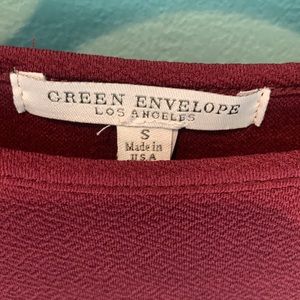 GREEN ENVELOPE
LOS ANGELES
S
Made in
USA